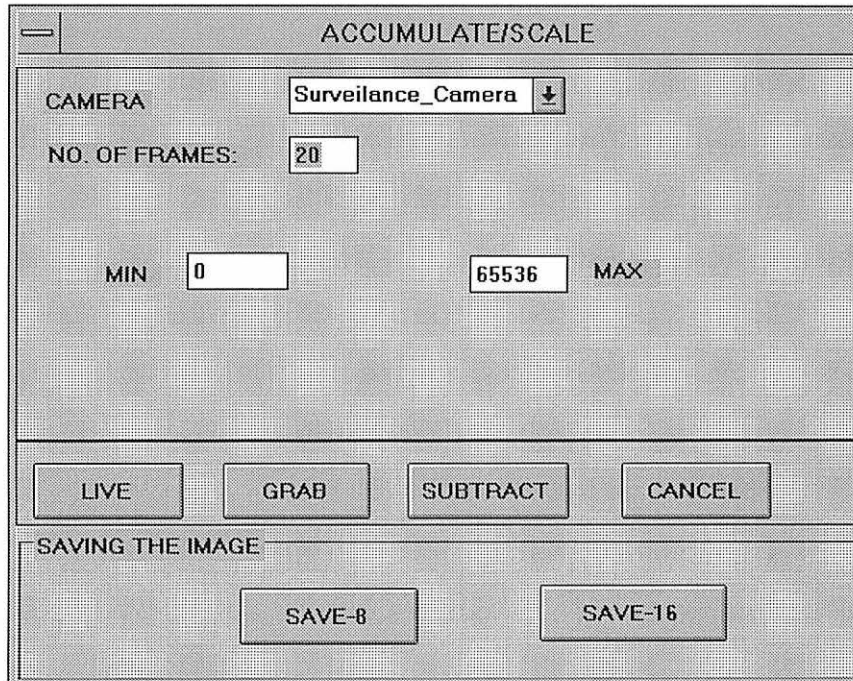 ACCUMULATE/SCALE
CAMERA Surveilance_Camera
NO. OF FRAMES: 20
MIN 0 65536 MAX
LIVE GRAB SUBTRACT CANCEL
SAVING THE IMAGE
SAVE-8 SAVE-16